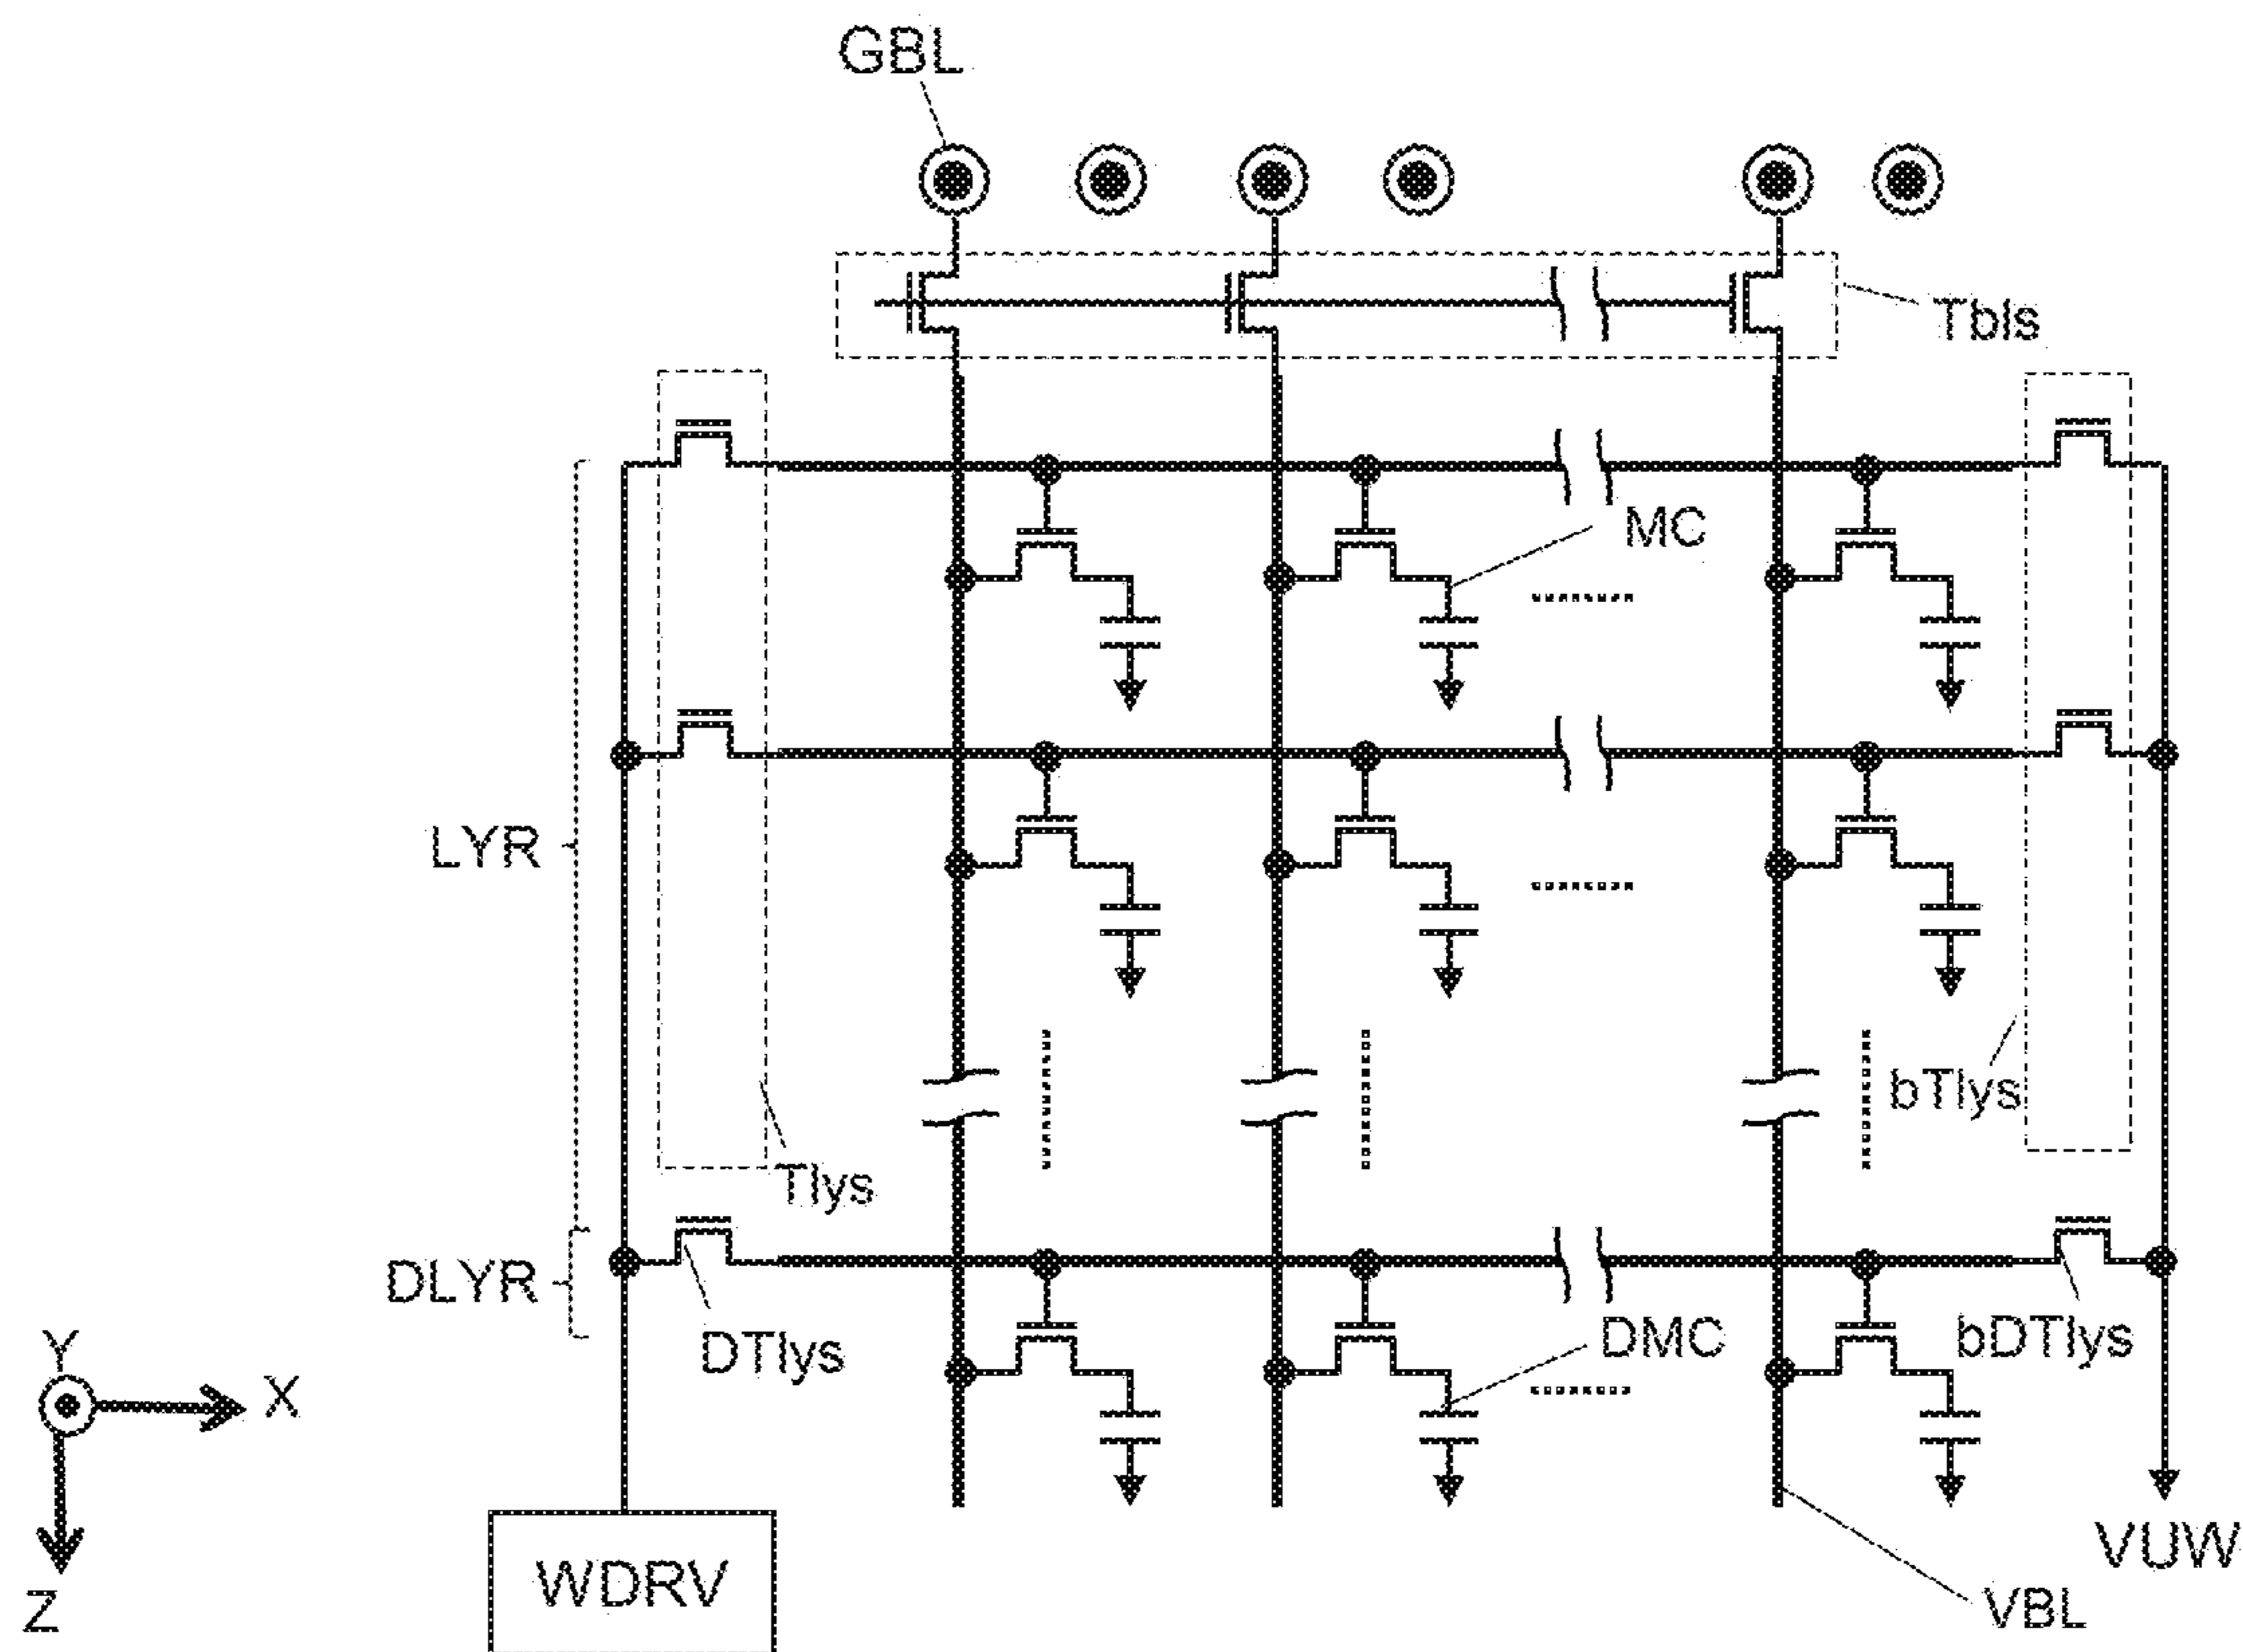 GBL
Tbls
MC
LYR
bTlys
Tlys
DLYR
DTlys
DMC
bDTlys
Y
X
Z
WDRV
VUW
VBL